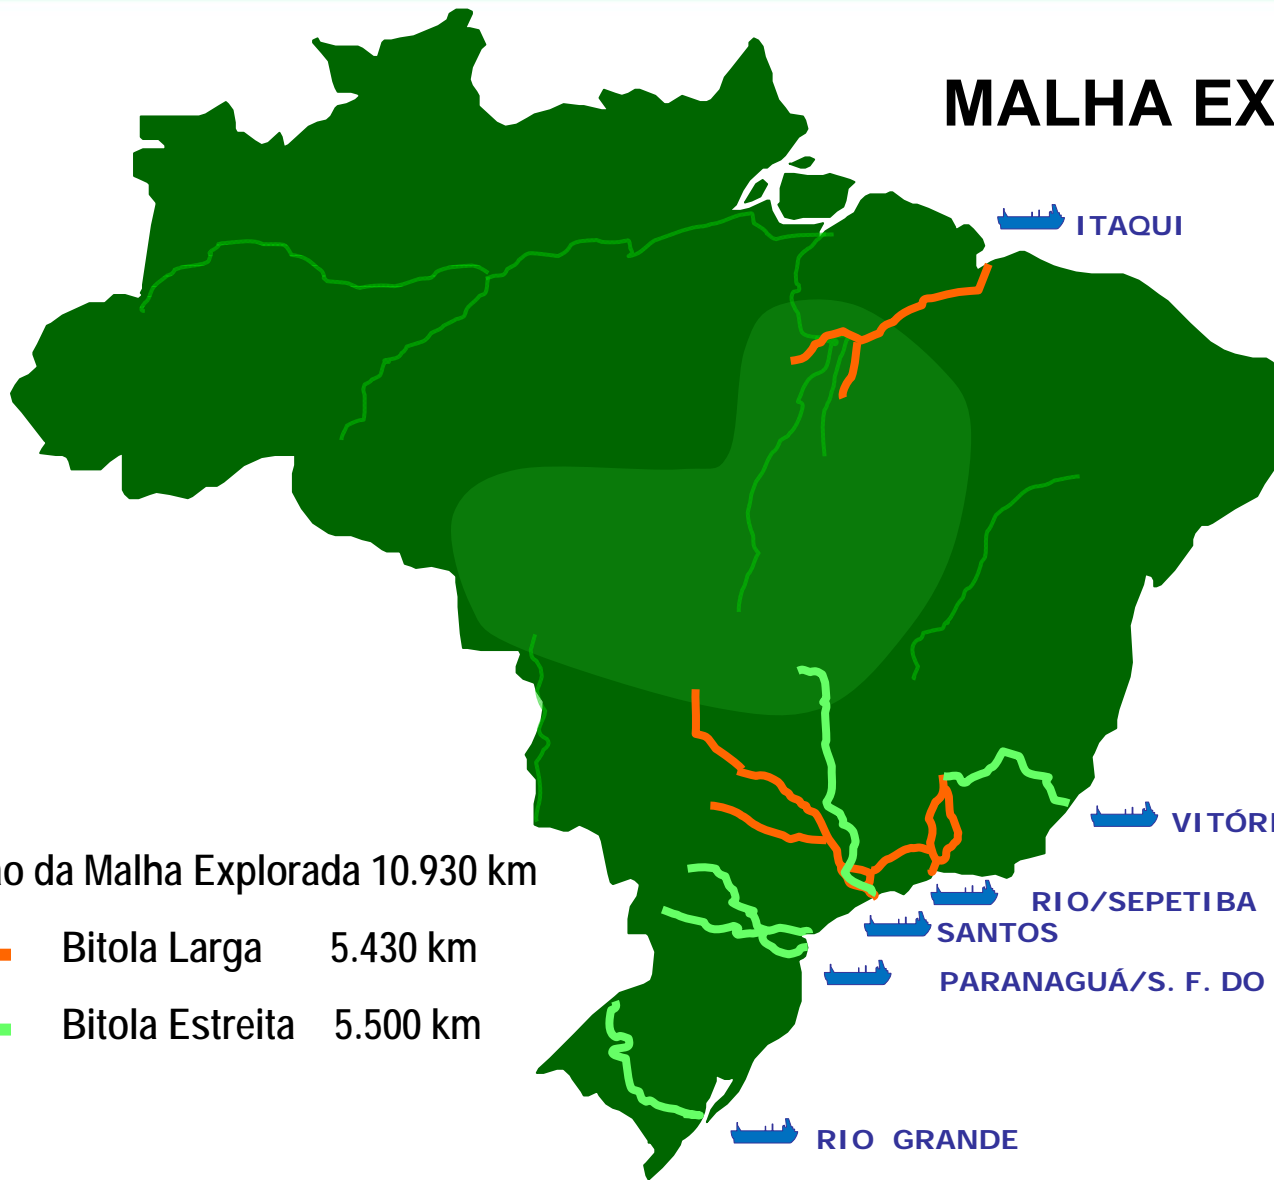 MALHA EX
ITAQUI
VITÓRI
ão da Malha Explorada 10.930 km
RIO/SEPETIBA
SANTOS
Bitola Larga 5.430 km
PARANAGUÁ/S. F. DO
Bitola Estreita 5.500 km
RIO GRANDE